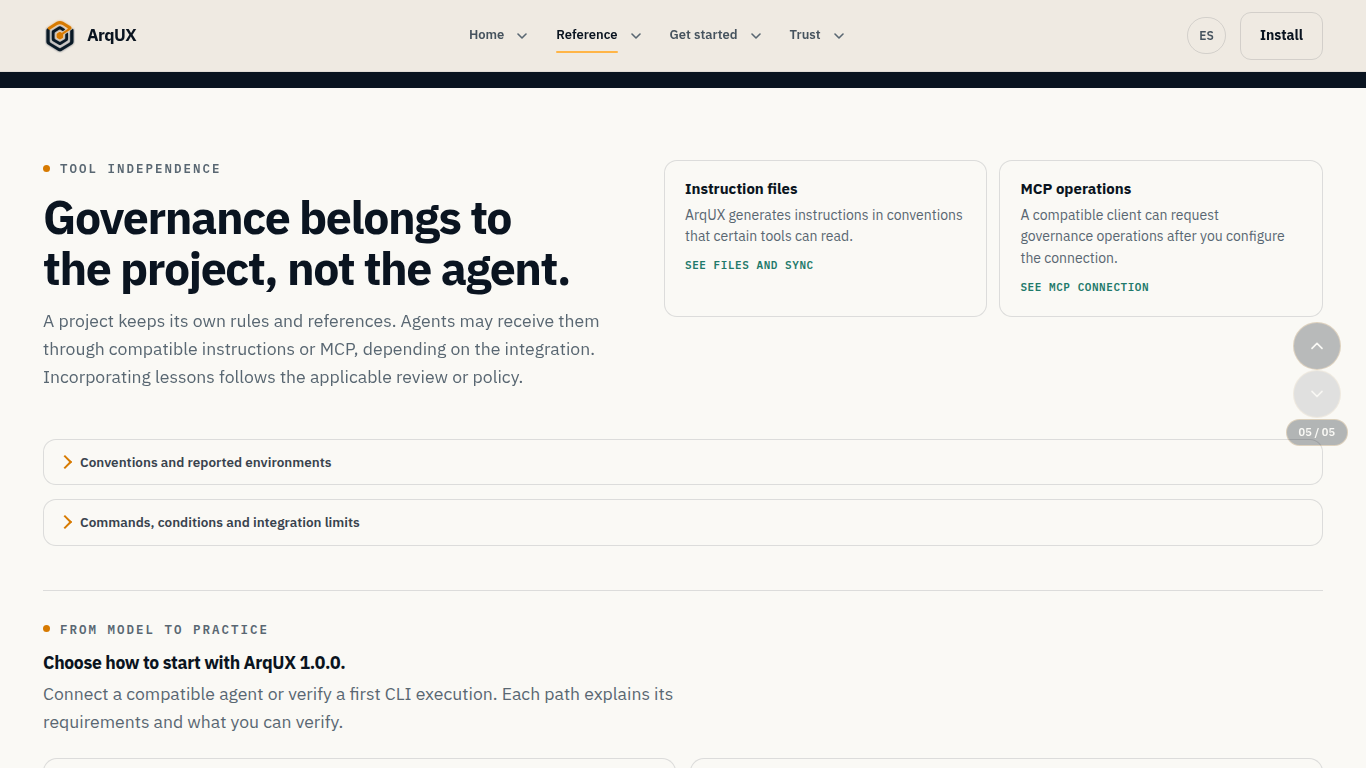 ArqUX
Home
Reference
Get started
Trust
ES
Install
TOOL INDEPENDENCE
Governance belongs to
the project, not the agent.
A project keeps its own rules and references. Agents may receive them
through compatible instructions or MCP, depending on the integration.
Incorporating lessons follows the applicable review or policy.
Instruction files
ArqUX generates instructions in conventions
that certain tools can read.
SEE FILES AND SYNC
MCP operations
A compatible client can request
governance operations after you configure
the connection.
SEE MCP CONNECTION
05 / 05
Conventions and reported environments
Commands, conditions and integration limits
FROM MODEL TO PRACTICE
Choose how to start with ArqUX 1.0.0.
Connect a compatible agent or verify a first CLI execution. Each path explains its
requirements and what you can verify.